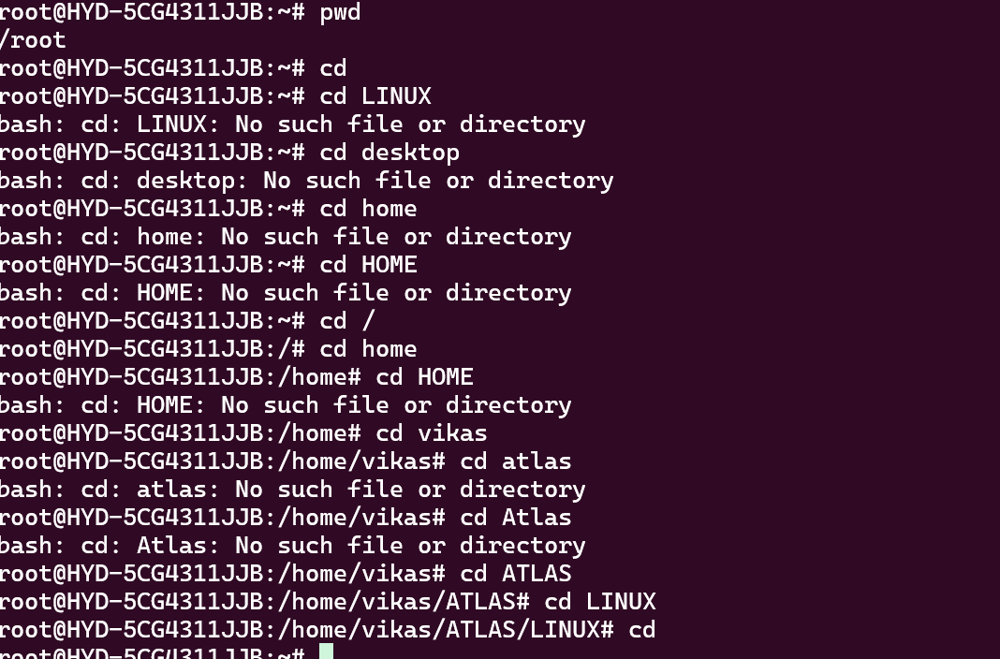 root@HYD-5CG4311JJB:~# pwd
/root
root@HYD-5CG4311JJB:~# cd
root@HYD-5CG4311JJB:~# cd LINUX
bash: cd: LINUX: No such file or directory
root@HYD-5CG4311JJB:~# cd desktop
bash: cd: desktop: No such file or directory
root@HYD-5CG4311JJB:~# cd home
bash: cd: home: No such file or directory
root@HYD-5CG4311JJB:~# cd HOME
bash: cd: HOME: No such file or directory
root@HYD-5CG4311JJB:~# cd /
root@HYD-5CG4311JJB:/# cd home
root@HYD-5CG4311JJB:/home# cd HOME
bash: cd: HOME: No such file or directory
root@HYD-5CG4311JJB:/home# cd vikas
root@HYD-5CG4311JJB:/home/vikas# cd atlas
bash: cd: atlas: No such file or directory
root@HYD-5CG4311JJB:/home/vikas# cd Atlas
bash: cd: Atlas: No such file or directory
root@HYD-5CG4311JJB:/home/vikas# cd ATLAS
root@HYD-5CG4311JJB:/home/vikas/ATLAS# cd LINUX
root@HYD-5CG4311JJB:/home/vikas/ATLAS/LINUX# cd
root@HYD-5CG4311JJB:~#